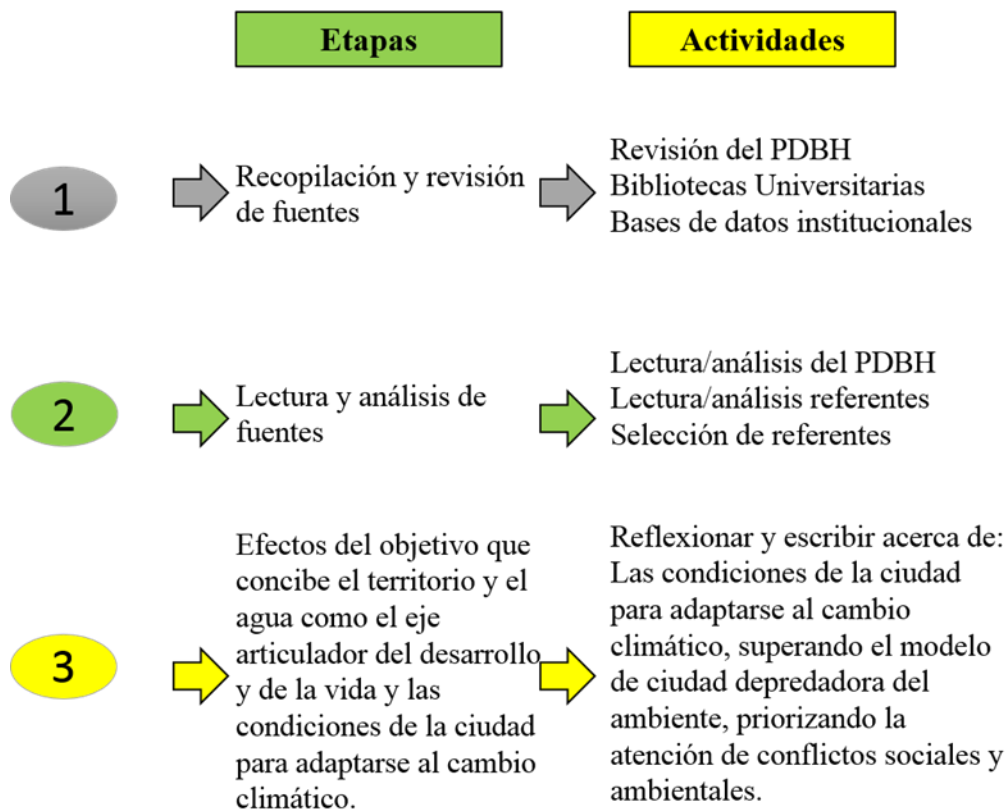 Etapas
Actividades
1
Recopilación y revisión
de fuentes
Revisión del PDBH
Bibliotecas Universitarias
Bases de datos institucionales
2
Lectura y análisis de
fuentes
Lectura/análisis del PDBH
Lectura/análisis referentes
Selección de referentes
3
Efectos del objetivo que
concibe el territorio y el
agua como el eje
articulador del desarrollo
y de la vida y las
condiciones de la ciudad
para adaptarse al cambio
climático.
Reflexionar y escribir acerca de:
Las condiciones de la ciudad
para adaptarse al cambio
climático, superando el modelo
de ciudad depredadora del
ambiente, priorizando la
atención de conflictos sociales y
ambientales.